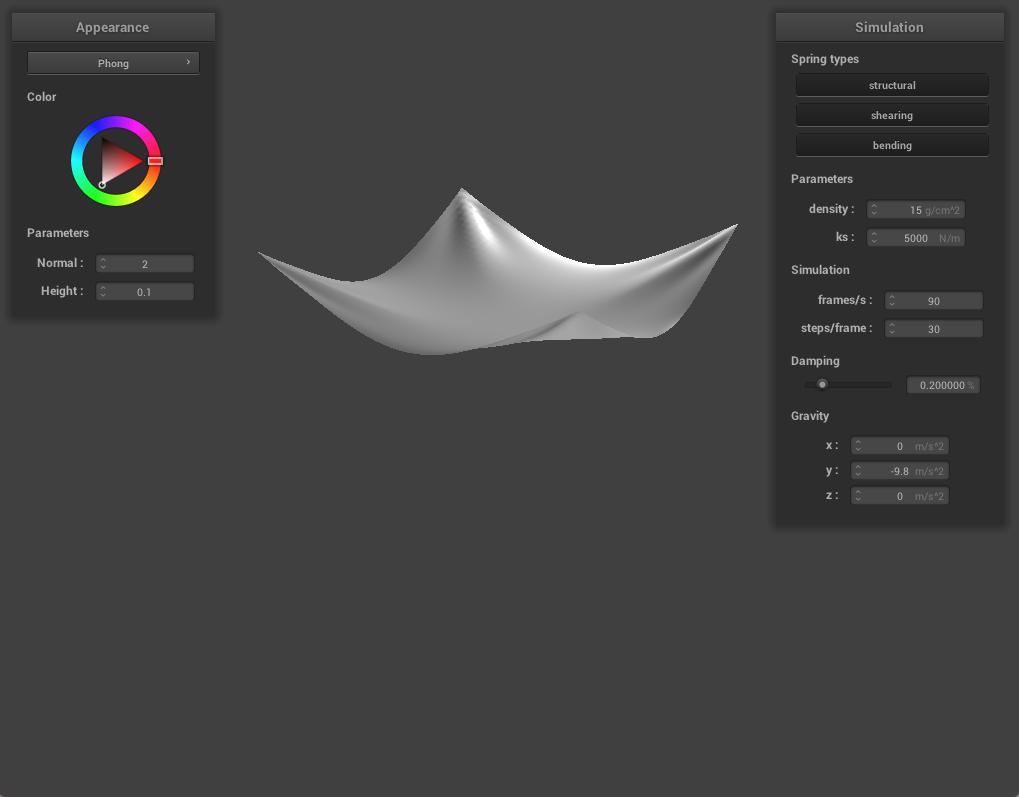 Appearance
Phong ›
Color
Parameters
Normal : 2
Height : 0.1
Simulation
Spring types
structural
shearing
bending
Parameters
density : 15 g/cm^2
ks : 5000 N/m
Simulation
frames/s : 90
steps/frame : 30
Damping
0.200000 %
Gravity
x : 0 m/s^2
y : -9.8 m/s^2
z : 0 m/s^2